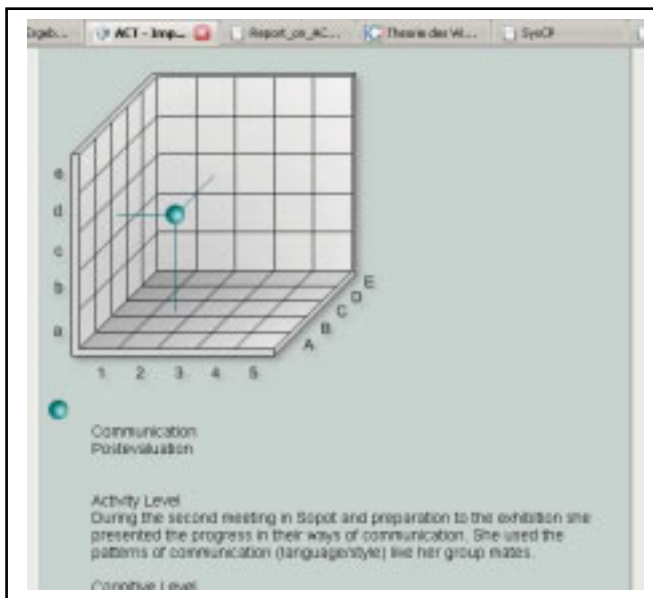 ACT - Imp... Report_on_AC... Theorie des W... SysCP
e
d
c
b
a
E
D
C
B
A
1 2 3 4 5
Communication
Postevaluation
Activity Level
During the second meeting in Sopot and preparation to the exhibition she
presented the progress in their ways of communication. She used the
patterns of communication (language/style) like her group mates.
Cognitive Level